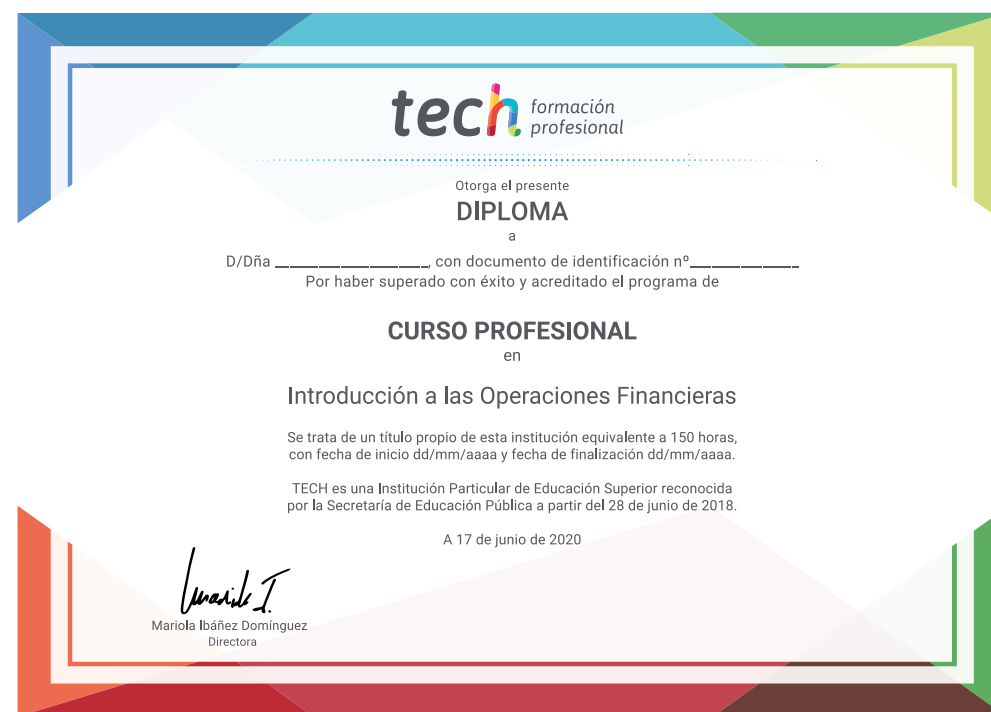 tech formación
profesional
Otorga el presente
DIPLOMA
a
D/Dña ____________________, con documento de identificación nº______________
Por haber superado con éxito y acreditado el programa de
CURSO PROFESIONAL
en
Introducción a las Operaciones Financieras
Se trata de un título propio de esta institución equivalente a 150 horas,
con fecha de inicio dd/mm/aaaa y fecha de finalización dd/mm/aaaa.
TECH es una Institución Particular de Educación Superior reconocida
por la Secretaría de Educación Pública a partir del 28 de junio de 2018.
A 17 de junio de 2020
Mariola Ibáñez Domínguez
Directora